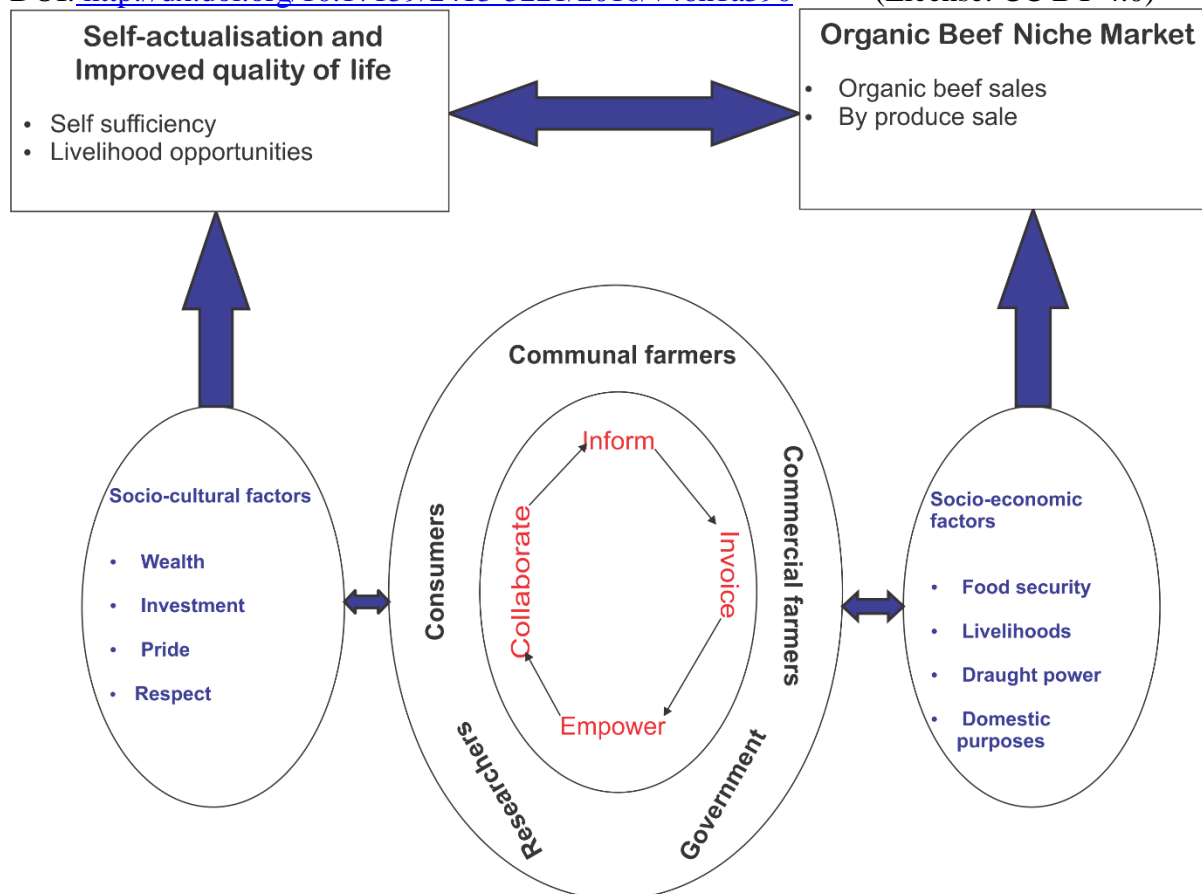 Self-actualisation and
Improved quality of life
• Self sufficiency
• Livelihood opportunities
Organic Beef Niche Market
• Organic beef sales
• By produce sale
Communal farmers
Commercial farmers
Government
Researchers
Consumers
Inform
Invoice
Empower
Collaborate
Socio-cultural factors
• Wealth
• Investment
• Pride
• Respect
Socio-economic
factors
• Food security
• Livelihoods
• Draught power
• Domestic
purposes